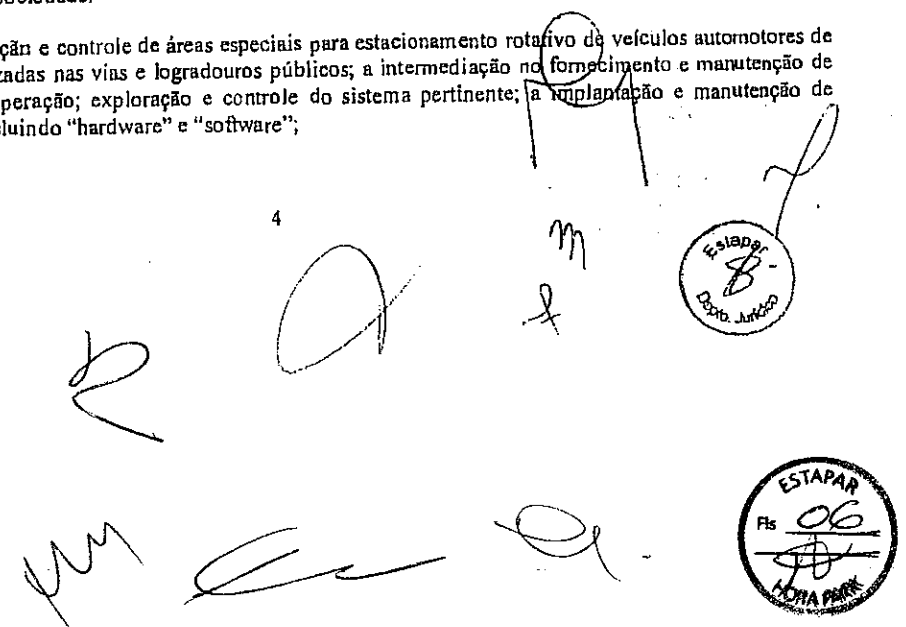 ção e controle de áreas especiais para estacionamento rotativo de veículos automotores de
zadas nas vias e logradouros públicos; a intermediação no fornecimento e manutenção de
peração; exploração e controle do sistema pertinente; a implantação e manutenção de
luindo "hardware" e "software";
4
Estapar
Depto. Jurídico
ESTAPAR
Fls 06
HORA PARK